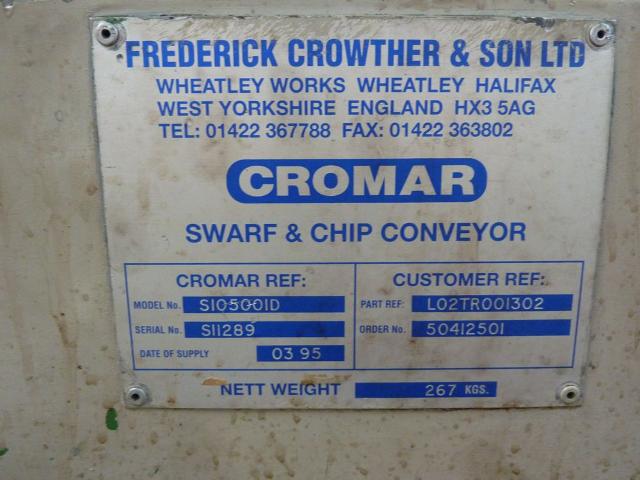 FREDERICK CROWTHER & SON LTD
WHEATLEY WORKS WHEATLEY HALIFAX
WEST YORKSHIRE ENGLAND HX3 5AG
TEL: 01422 367788 FAX: 01422 363802
CROMAR
SWARF & CHIP CONVEYOR
CROMAR REF:
MODEL No. S105001D
SERIAL No. S11289
DATE OF SUPPLY 03 95
CUSTOMER REF:
PART REF: L02TR001302
ORDER No. 50412501
NETT WEIGHT 267 KGS.